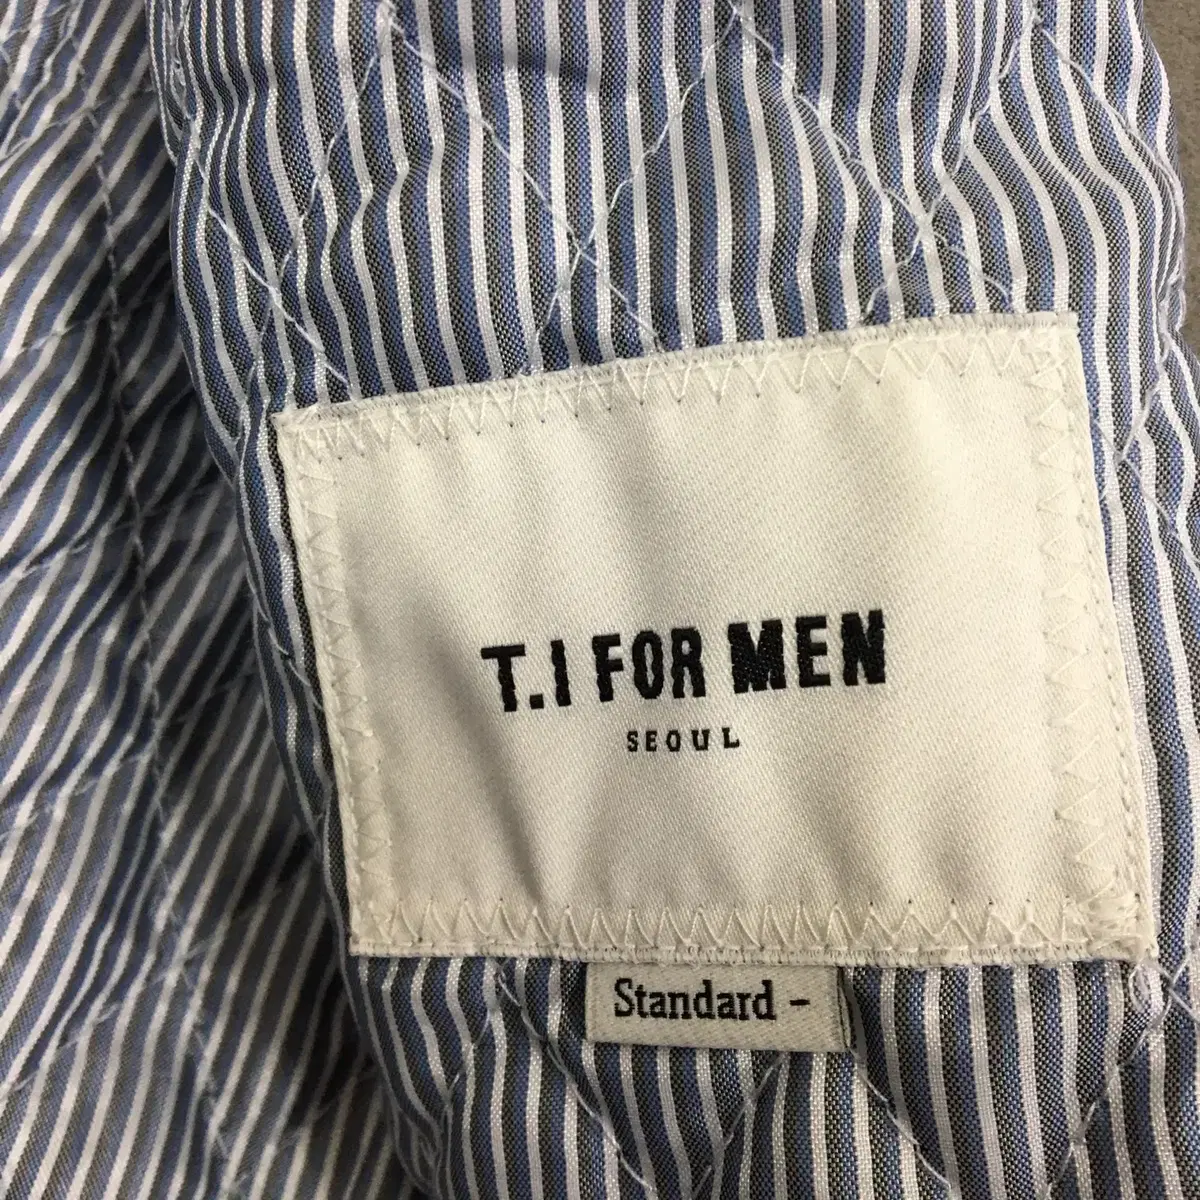 T.I FOR MEN
SEOUL
Standard -